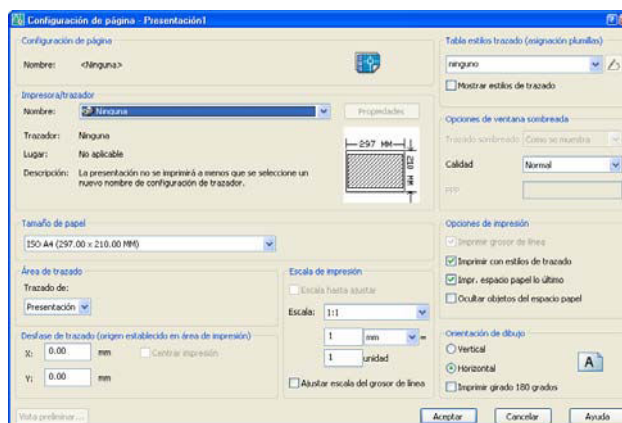 Configuración de página - Presentación1
Configuración de página
Nombre: <Ninguna>
Impresora/trazador
Nombre: Ninguna
Propiedades
Trazador: Ninguna
Lugar: No aplicable
Descripción: La presentación no se imprimirá a menos que se seleccione un
nuevo nombre de configuración de trazador.
297 MM
210 MM
Tamaño de papel
ISO A4 (297.00 x 210.00 MM)
Área de trazado
Trazado de:
Presentación
Desfase de trazado (origen establecido en área de impresión)
X: 0.00 mm
Centrar impresión
Y: 0.00 mm
Escala de impresión
Escala hasta ajustar
Escala: 1:1
1 mm =
1 unidad
Ajustar escala del grosor de línea
Tabla estilos trazado (asignación plumillas)
ninguno
Mostrar estilos de trazado
Opciones de ventana sombreada
Trazado sombreado Como se muestra
Calidad Normal
PPP
Opciones de impresión
Imprimir grosor de línea
Imprimir con estilos de trazado
Impr. espacio papel lo último
Ocultar objetos del espacio papel
Orientación de dibujo
Vertical
Horizontal
Imprimir girado 180 grados
A
Vista preliminar...
Aceptar
Cancelar
Ayuda